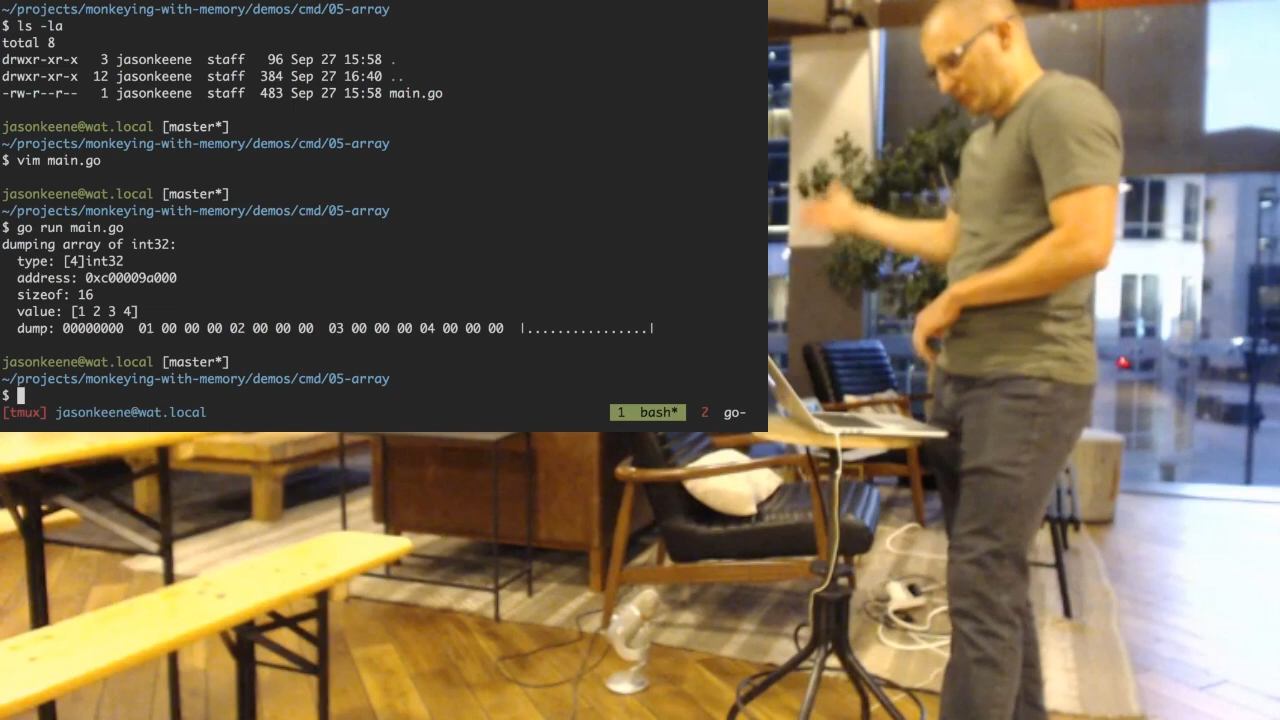 ~/projects/monkeying-with-memory/demos/cmd/05-array
$ ls -la
total 8
drwxr-xr-x   3 jasonkeene  staff   96 Sep 27 15:58 .
drwxr-xr-x  12 jasonkeene  staff  384 Sep 27 16:40 ..
-rw-r--r--   1 jasonkeene  staff  483 Sep 27 15:58 main.go
jasonkeene@wat.local [master*]
~/projects/monkeying-with-memory/demos/cmd/05-array
$ vim main.go
jasonkeene@wat.local [master*]
~/projects/monkeying-with-memory/demos/cmd/05-array
$ go run main.go
dumping array of int32:
  type: [4]int32
  address: 0xc00009a000
  sizeof: 16
  value: [1 2 3 4]
  dump: 00000000  01 00 00 00 02 00 00 00  03 00 00 00 04 00 00 00  |................|
jasonkeene@wat.local [master*]
~/projects/monkeying-with-memory/demos/cmd/05-array
$
[tmux] jasonkeene@wat.local 1 bash* 2 go-